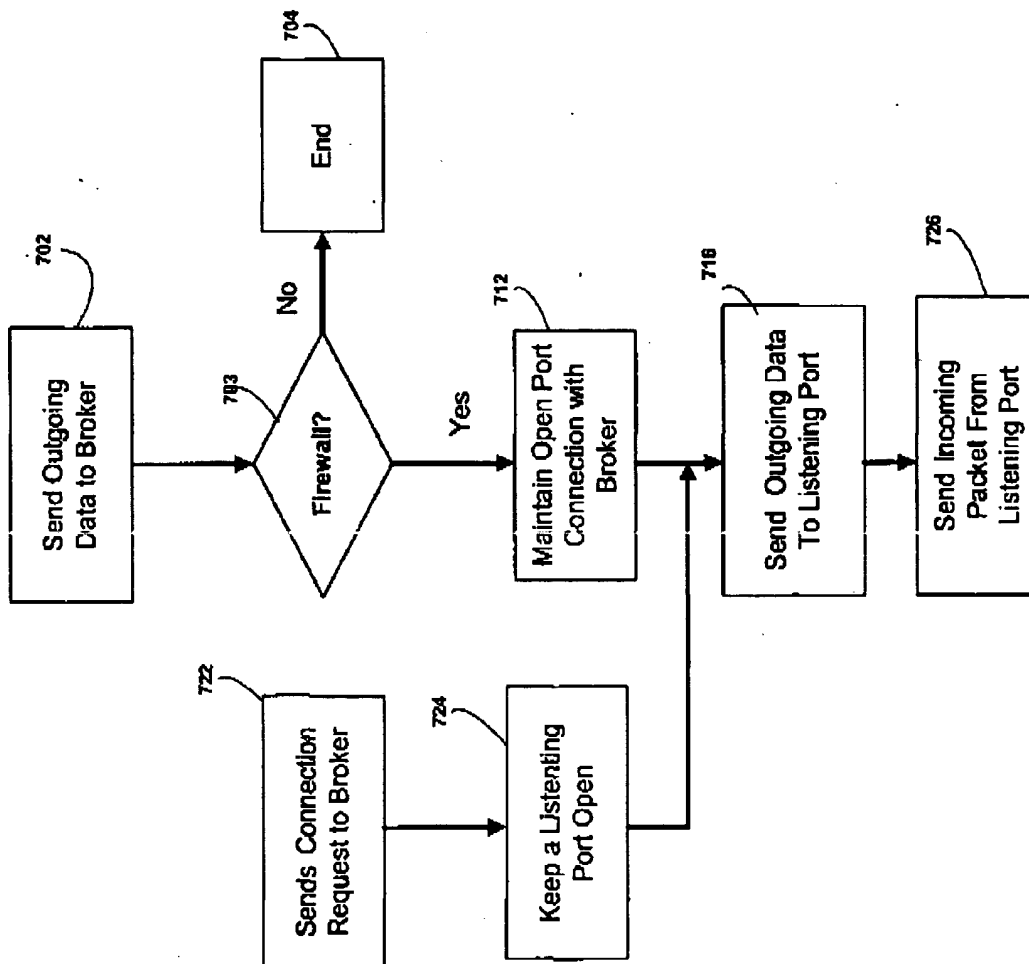 702
Send Outgoing
Data to Broker
703
Firewall?
No
704
End
Yes
712
Maintain Open Port
Connection with
Broker
722
Sends Connection
Request to Broker
724
Keep a Listenting
Port Open
716
Send Outgoing Data
To Listening Port
726
Send Incoming
Packet From
Listening Port